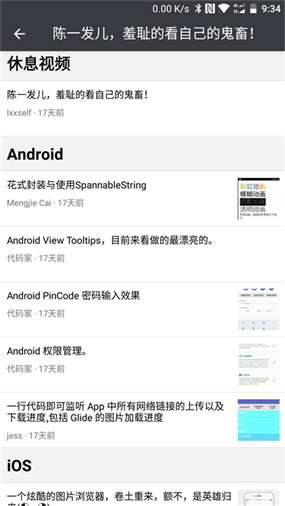 0.00 K/s 9:34
陈一发儿，羞耻的看自己的鬼畜！
休息视频
陈一发儿，羞耻的看自己的鬼畜！
lxxself · 17天前
Android
花式封装与使用SpannableString
Mengjie Cai · 17天前
彩虹动画
模糊动画
透明动画
Android View Tooltips，目前来看做的最漂亮的。
代码家 · 17天前
Android PinCode 密码输入效果
代码家 · 17天前
Android 权限管理。
代码家 · 17天前
一行代码即可监听 App 中所有网络链接的上传以及
下载进度,包括 Glide 的图片加载进度
jess · 17天前
iOS
一个炫酷的图片浏览器，卷土重来，额不，是英雄归